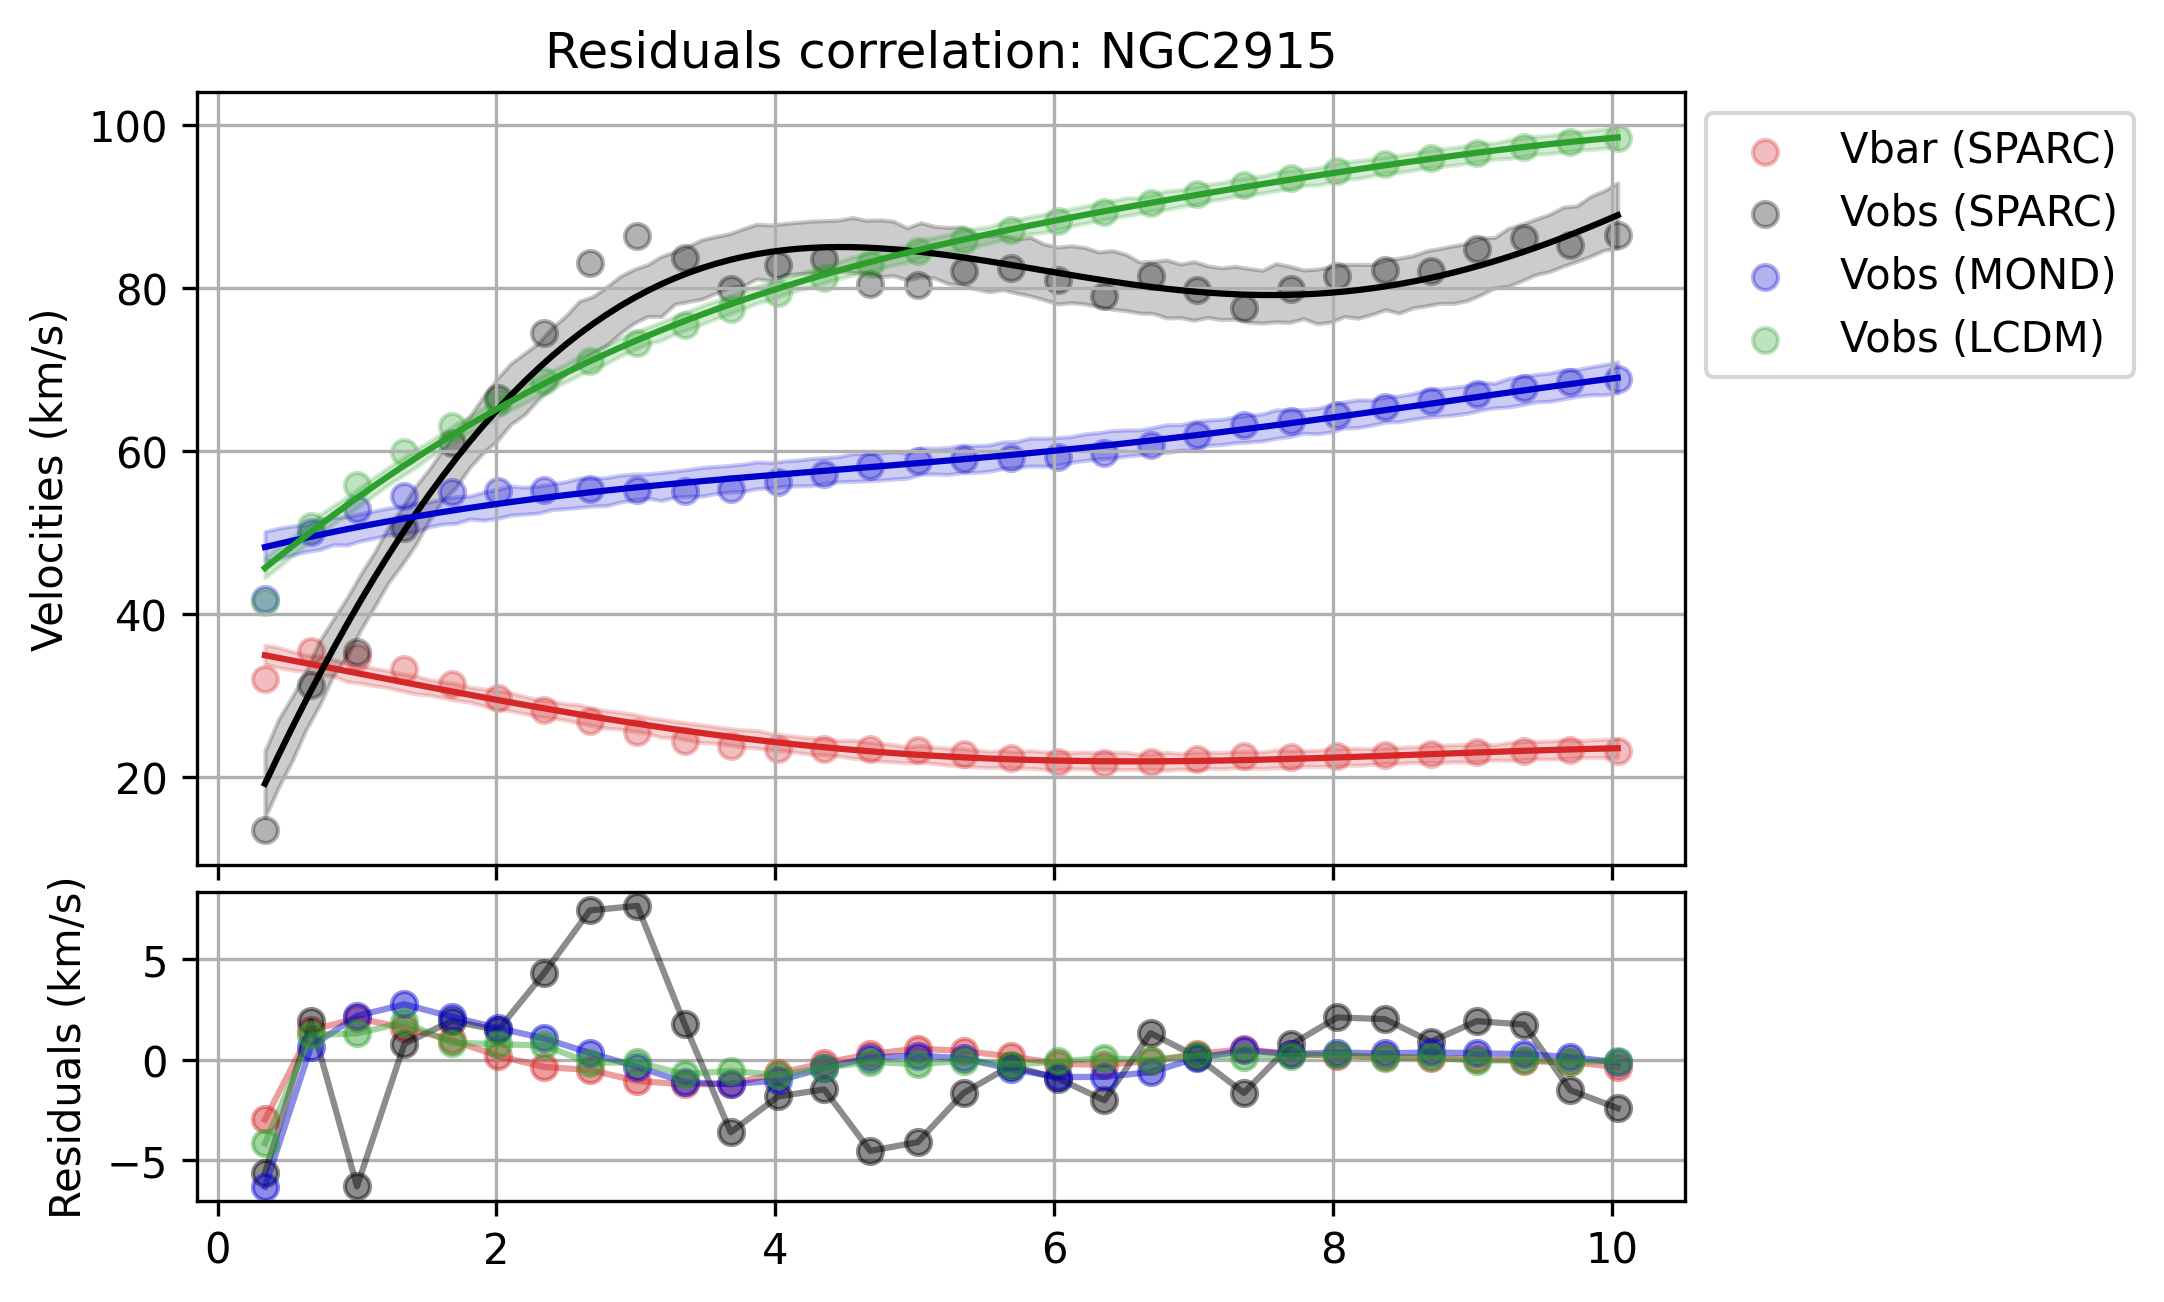 Residuals correlation: NGC2915
Velocities (km/s)
100
80
60
40
20
Vbar (SPARC)
Vobs (SPARC)
Vobs (MOND)
Vobs (LCDM)
Residuals (km/s)
5
0
−5
0 2 4 6 8 10